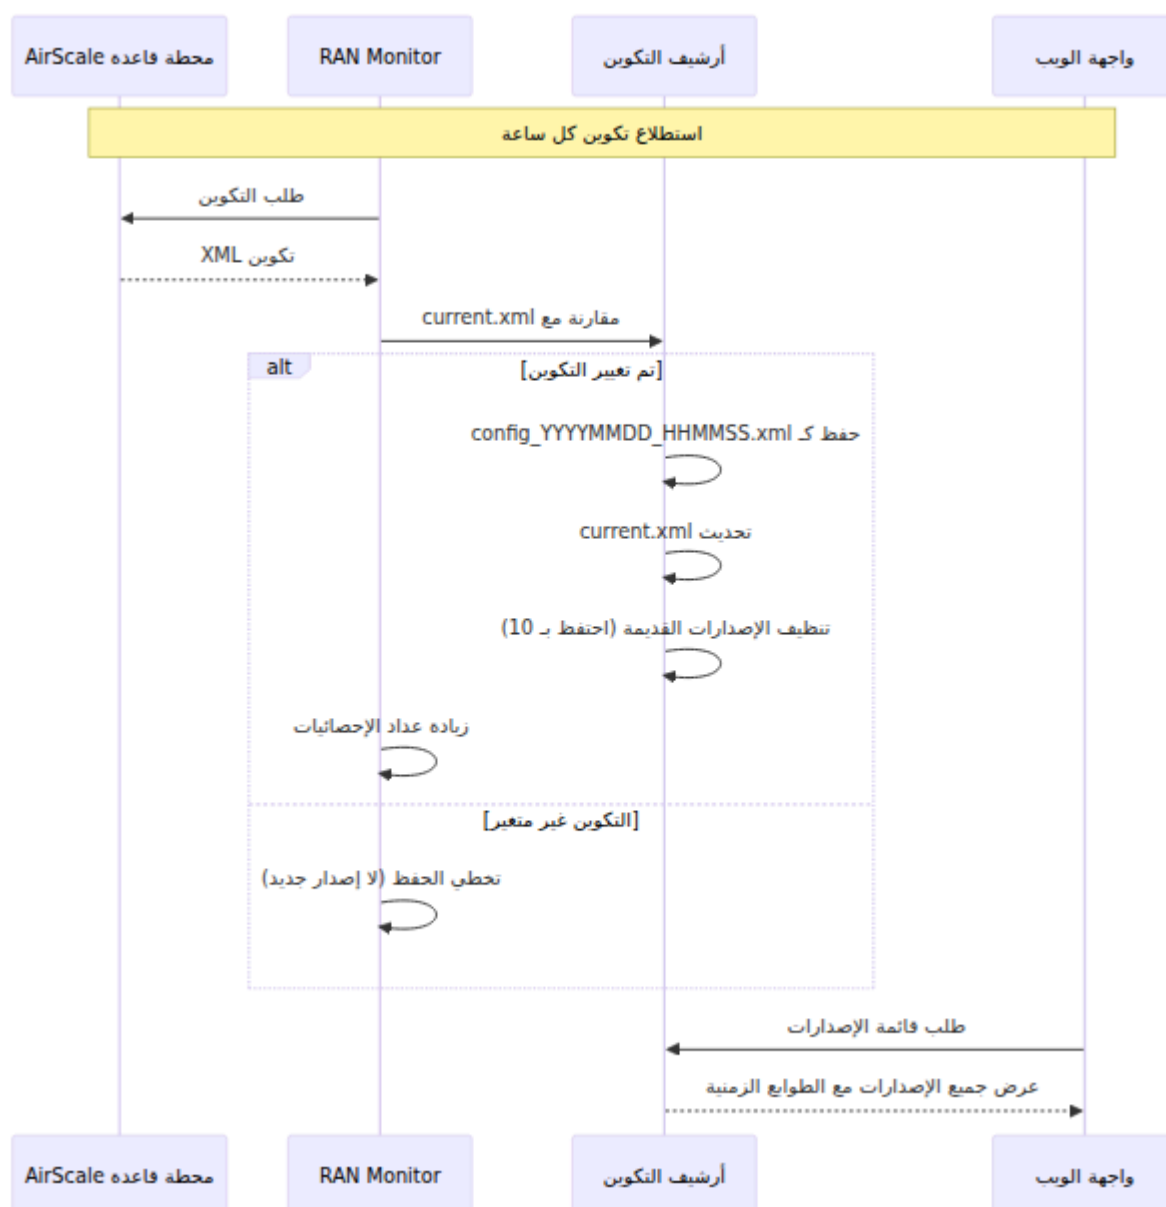 محطة قاعدة AirScale
RAN Monitor
أرشيف التكوين
واجهة الويب
استطلاع تكوين كل ساعة
طلب التكوين
تكوين XML
مقارنة مع current.xml
alt
[تم تغيير التكوين]
حفظ كـ config_YYYYMMDD_HHMMSS.xml
تحديث current.xml
تنظيف الإصدارات القديمة (احتفظ بـ 10)
زيادة عداد الإحصائيات
[التكوين غير متغير]
تخطي الحفظ (لا إصدار جديد)
طلب قائمة الإصدارات
عرض جميع الإصدارات مع الطوابع الزمنية
محطة قاعدة AirScale
RAN Monitor
أرشيف التكوين
واجهة الويب